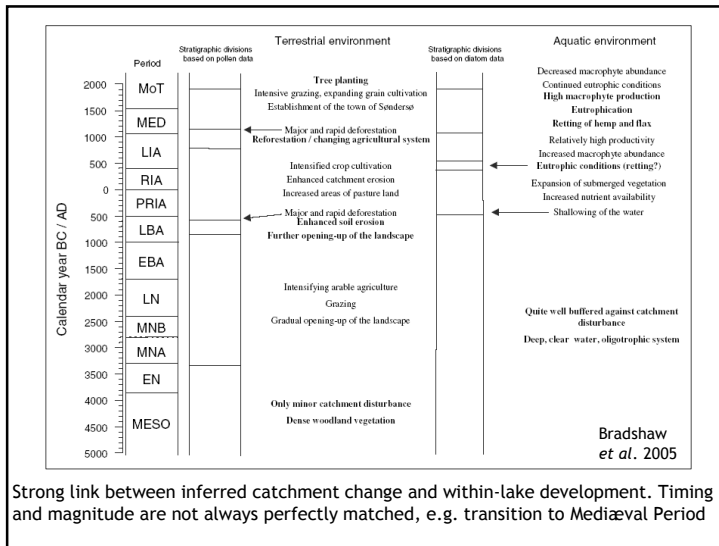 Terrestrial environment
Aquatic environment
Stratigraphic divisions
based on pollen data
Stratigraphic divisions
based on diatom data
Period
Calendar year BC / AD
2000
1500
1000
500
0
500
1000
1500
2000
2500
3000
3500
4000
4500
5000
MoT
MED
LIA
RIA
PRIA
LBA
EBA
LN
MNB
MNA
EN
MESO
Tree planting
Intensive grazing, expanding grain cultivation
Establishment of the town of Søndersø
Major and rapid deforestation
Reforestation / changing agricultural system
Intensified crop cultivation
Enhanced catchment erosion
Increased areas of pasture land
Major and rapid deforestation
Enhanced soil erosion
Further opening-up of the landscape
Intensifying arable agriculture
Grazing
Gradual opening-up of the landscape
Only minor catchment disturbance
Dense woodland vegetation
Decreased macrophyte abundance
Continued eutrophic conditions
High macrophyte production
Eutrophication
Retting of hemp and flax
Relatively high productivity
Increased macrophyte abundance
Eutrophic conditions (retting?)
Expansion of submerged vegetation
Increased nutrient availability
Shallowing of the water
Quite well buffered against catchment
disturbance
Deep, clear water, oligotrophic system
Bradshaw
et al. 2005
Strong link between inferred catchment change and within-lake development. Timing
and magnitude are not always perfectly matched, e.g. transition to Mediæval Period